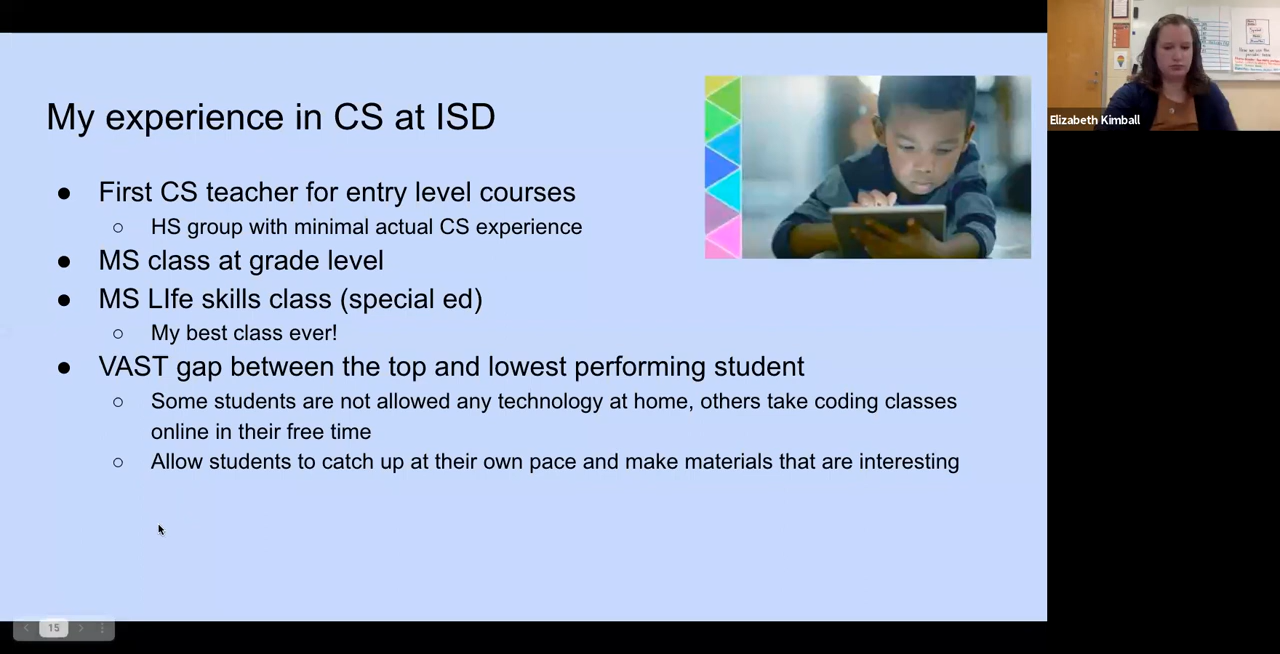 My experience in CS at ISD
● First CS teacher for entry level courses
○ HS group with minimal actual CS experience
● MS class at grade level
● MS LIfe skills class (special ed)
○ My best class ever!
● VAST gap between the top and lowest performing student
○ Some students are not allowed any technology at home, others take coding classes
online in their free time
○ Allow students to catch up at their own pace and make materials that are interesting
15
Elizabeth Kimball